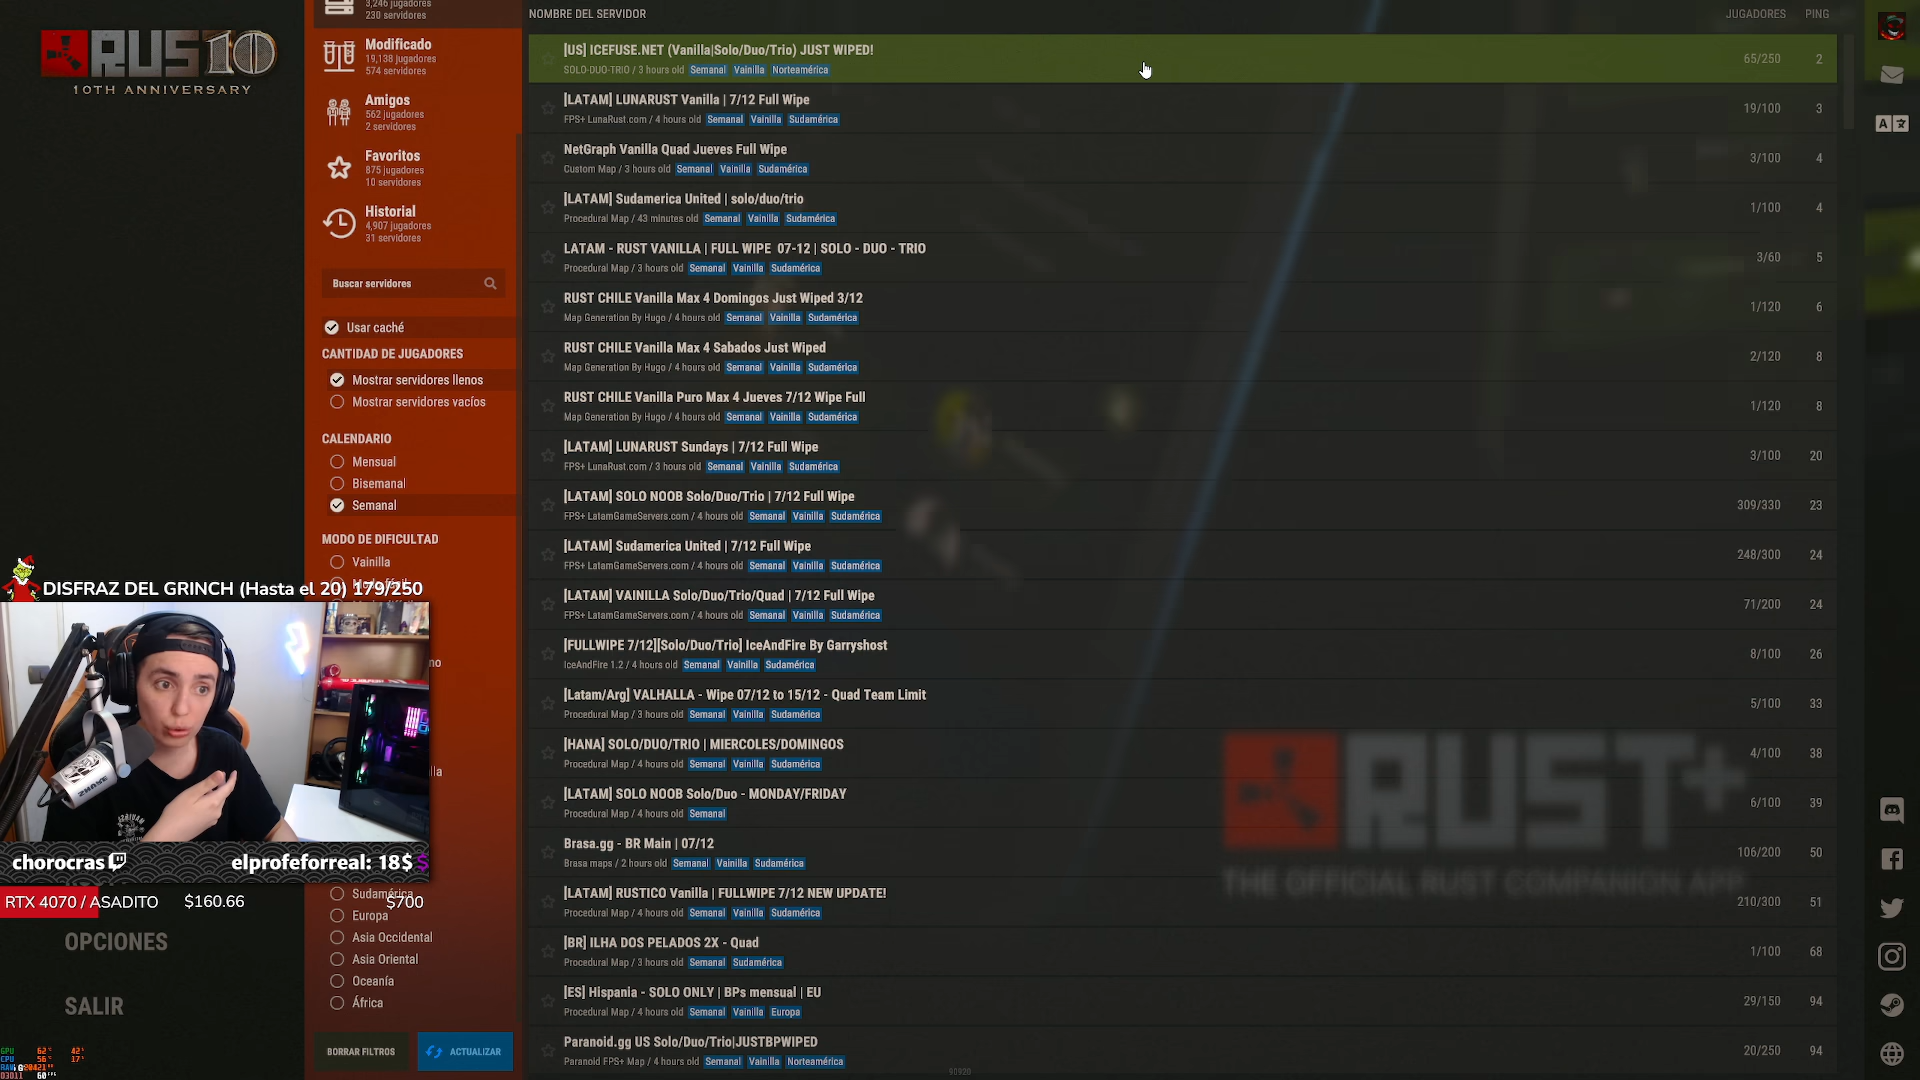 RUS10
10TH ANNIVERSARY
3,246 jugadores
230 servidores
Modificado
19,138 jugadores
574 servidores
Amigos
562 jugadores
2 servidores
Favoritos
875 jugadores
10 servidores
Historial
4,907 jugadores
31 servidores
Buscar servidores
Usar caché
CANTIDAD DE JUGADORES
Mostrar servidores llenos
Mostrar servidores vacíos
CALENDARIO
Mensual
Bisemanal
Semanal
MODO DE DIFICULTAD
Vainilla
DISFRAZ DEL GRINCH (Hasta el 20) 179/250
chorocras
elprofeforreal: 18$
RTX 4070 / ASADITO $160.66 $700
Sudamérica
Europa
Asia Occidental
Asia Oriental
Oceanía
África
OPCIONES
SALIR
BORRAR FILTROS
ACTUALIZAR
NOMBRE DEL SERVIDOR JUGADORES PING
[US] ICEFUSE.NET (Vanilla|Solo/Duo/Trio) JUST WIPED! 65/250 2
SOLO-DUO-TRIO / 3 hours old Semanal Vainilla Norteamérica
[LATAM] LUNARUST Vanilla | 7/12 Full Wipe 19/100 3
FPS+ LunaRust.com / 4 hours old Semanal Vainilla Sudamérica
NetGraph Vanilla Quad Jueves Full Wipe 3/100 4
Custom Map / 3 hours old Semanal Vainilla Sudamérica
[LATAM] Sudamerica United | solo/duo/trio 1/100 4
Procedural Map / 43 minutes old Semanal Vainilla Sudamérica
LATAM - RUST VANILLA | FULL WIPE 07-12 | SOLO - DUO - TRIO 3/60 5
Procedural Map / 3 hours old Semanal Vainilla Sudamérica
RUST CHILE Vanilla Max 4 Domingos Just Wiped 3/12 1/120 6
Map Generation By Hugo / 4 hours old Semanal Vainilla Sudamérica
RUST CHILE Vanilla Max 4 Sabados Just Wiped 2/120 8
Map Generation By Hugo / 4 hours old Semanal Vainilla Sudamérica
RUST CHILE Vanilla Puro Max 4 Jueves 7/12 Wipe Full 1/120 8
Map Generation By Hugo / 4 hours old Semanal Vainilla Sudamérica
[LATAM] LUNARUST Sundays | 7/12 Full Wipe 3/100 20
FPS+ LunaRust.com / 3 hours old Semanal Vainilla Sudamérica
[LATAM] SOLO NOOB Solo/Duo/Trio | 7/12 Full Wipe 309/330 23
FPS+ LatamGameServers.com / 4 hours old Semanal Vainilla Sudamérica
[LATAM] Sudamerica United | 7/12 Full Wipe 248/300 24
FPS+ LatamGameServers.com / 4 hours old Semanal Vainilla Sudamérica
[LATAM] VAINILLA Solo/Duo/Trio/Quad | 7/12 Full Wipe 71/200 24
FPS+ LatamGameServers.com / 4 hours old Semanal Vainilla Sudamérica
[FULLWIPE 7/12][Solo/Duo/Trio] IceAndFire By Garryshost 8/100 26
IceAndFire 1.2 / 4 hours old Semanal Vainilla Sudamérica
[Latam/Arg] VALHALLA - Wipe 07/12 to 15/12 - Quad Team Limit 5/100 33
Procedural Map / 3 hours old Semanal Vainilla Sudamérica
[HANA] SOLO/DUO/TRIO | MIERCOLES/DOMINGOS 4/100 38
Procedural Map / 4 hours old Semanal Vainilla Sudamérica
[LATAM] SOLO NOOB Solo/Duo - MONDAY/FRIDAY 6/100 39
Procedural Map / 4 hours old Semanal
Brasa.gg - BR Main | 07/12 106/200 50
Brasa maps / 2 hours old Semanal Vainilla Sudamérica
[LATAM] RUSTICO Vanilla | FULLWIPE 7/12 NEW UPDATE! 210/300 51
Procedural Map / 4 hours old Semanal Vainilla Sudamérica
[BR] ILHA DOS PELADOS 2X - Quad 1/100 68
Procedural Map / 3 hours old Semanal Sudamérica
[ES] Hispania - SOLO ONLY | BPs mensual | EU 29/150 94
Procedural Map / 4 hours old Semanal Vainilla Europa
Paranoid.gg US Solo/Duo/Trio|JUSTBPWIPED 20/250 94
Paranoid FPS+ Map / 4 hours old Semanal Vainilla Norteamérica
RUST+
THE OFFICIAL RUST COMPANION APP